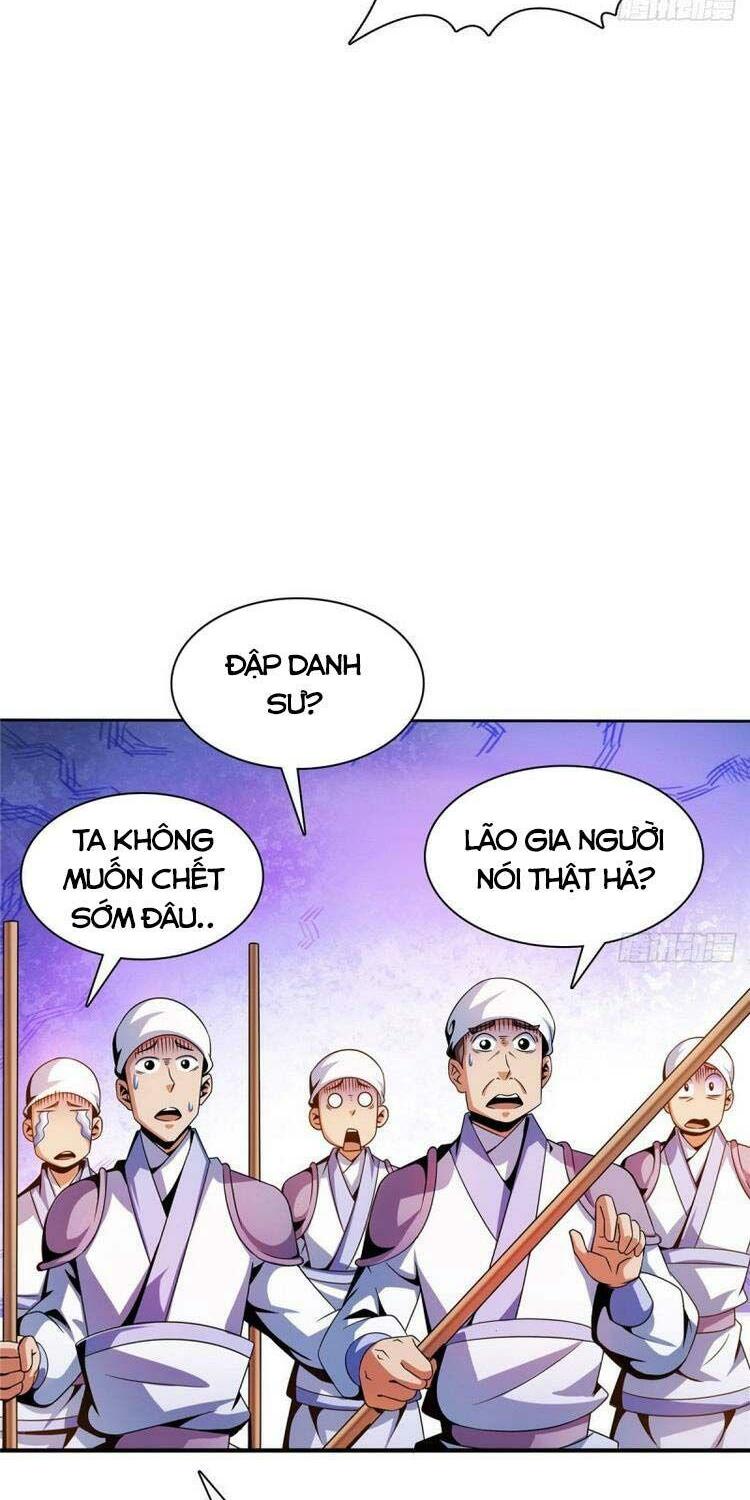 ĐẬP DANH
SƯ?
TA KHÔNG
MUỐN CHẾT
SỚM ĐÂU..
LÃO GIA NGƯỜI
NÓI THẬT HẢ?